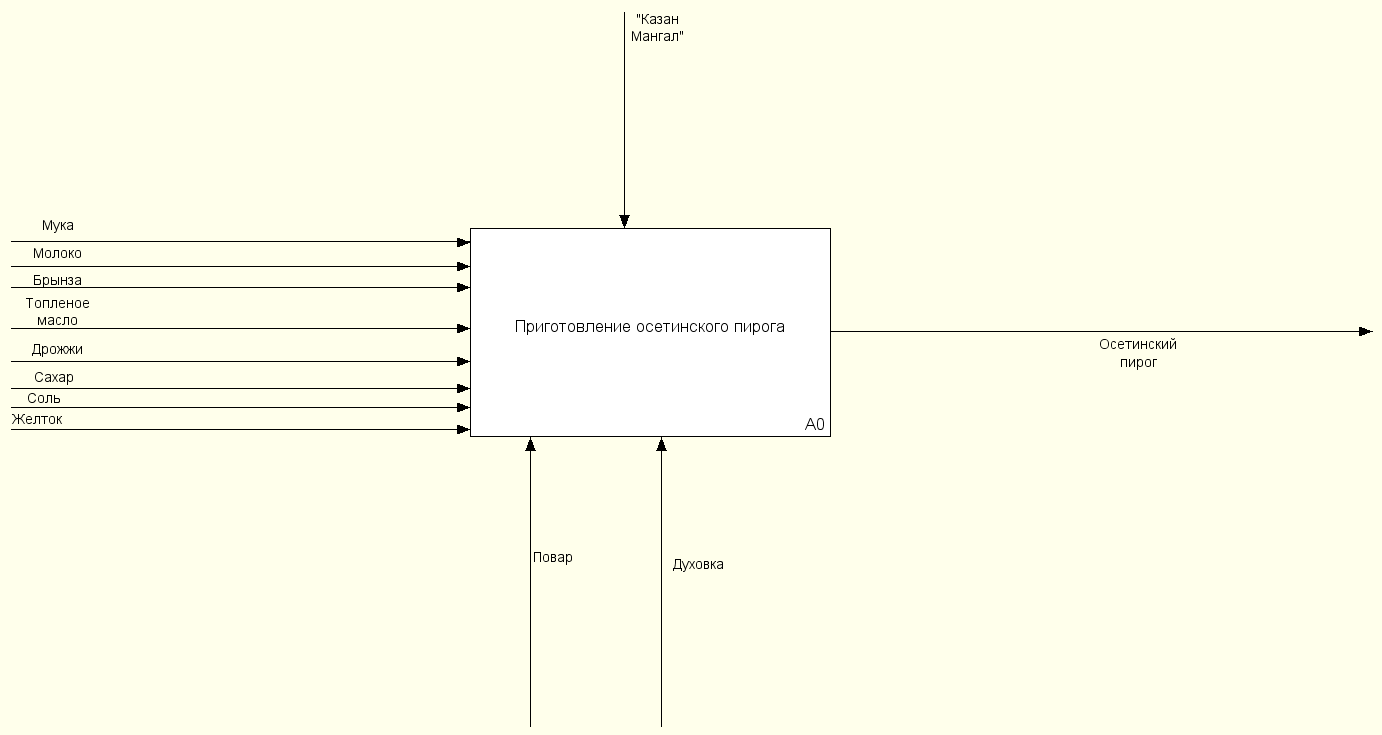 "Казан
Мангал"
Мука
Молоко
Брынза
Топленое
масло
Дрожжи
Сахар
Соль
Желток
Приготовление осетинского пирога
A0
Осетинский
пирог
Повар
Духовка